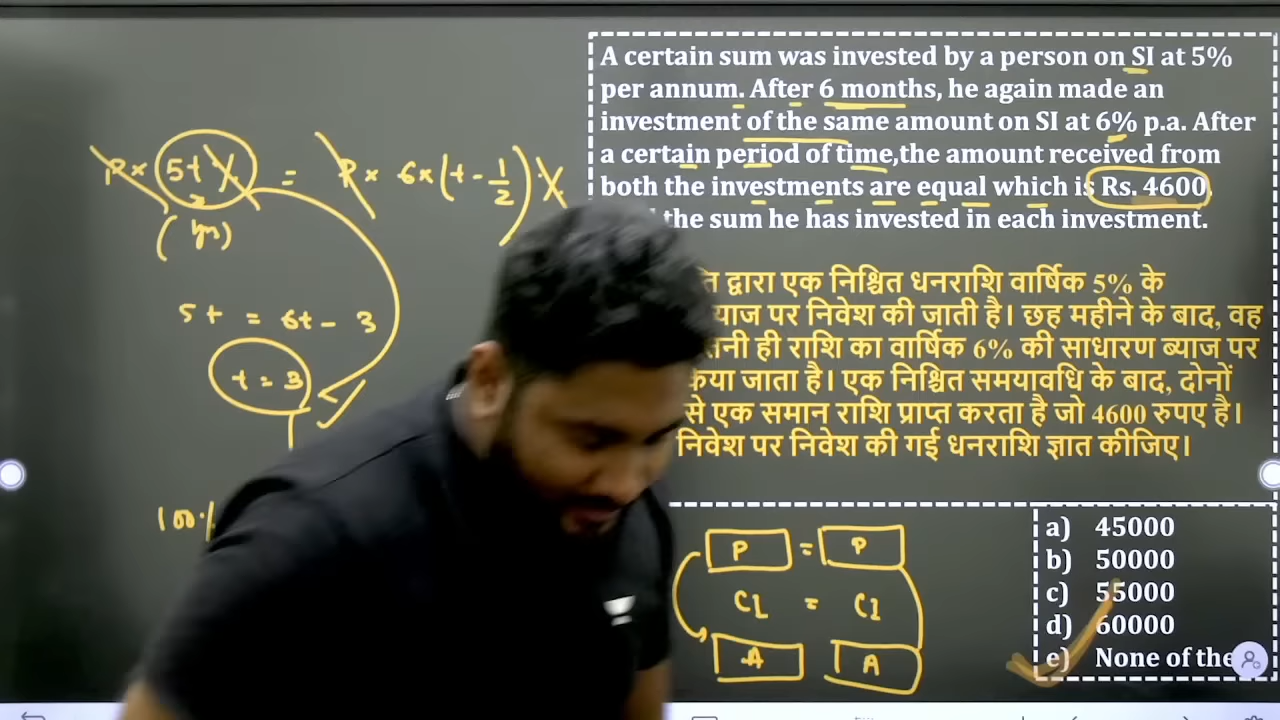 A certain sum was invested by a person on SI at 5%
per annum. After 6 months, he again made an
investment of the same amount on SI at 6% p.a. After
a certain period of time,the amount received from
both the investments are equal which is Rs. 4600,
the sum he has invested in each investment.
द्वारा एक निश्चित धनराशि वार्षिक 5% के
पर निवेश की जाती है। छह महीने के बाद, वह
ही राशि का वार्षिक 6% की साधारण ब्याज पर
जाता है। एक निश्चित समयावधि के बाद, दोनों
से एक समान राशि प्राप्त करता है जो 4600 रुपए है।
निवेश पर निवेश की गई धनराशि ज्ञात कीजिए।
P× 5t% = P× 6×(t-1/2)%
(yrs)
5t = 6t - 3
t = 3
100%
P = P
CI = CI
A A
a) 45000
b) 50000
c) 55000
d) 60000
e) None of the